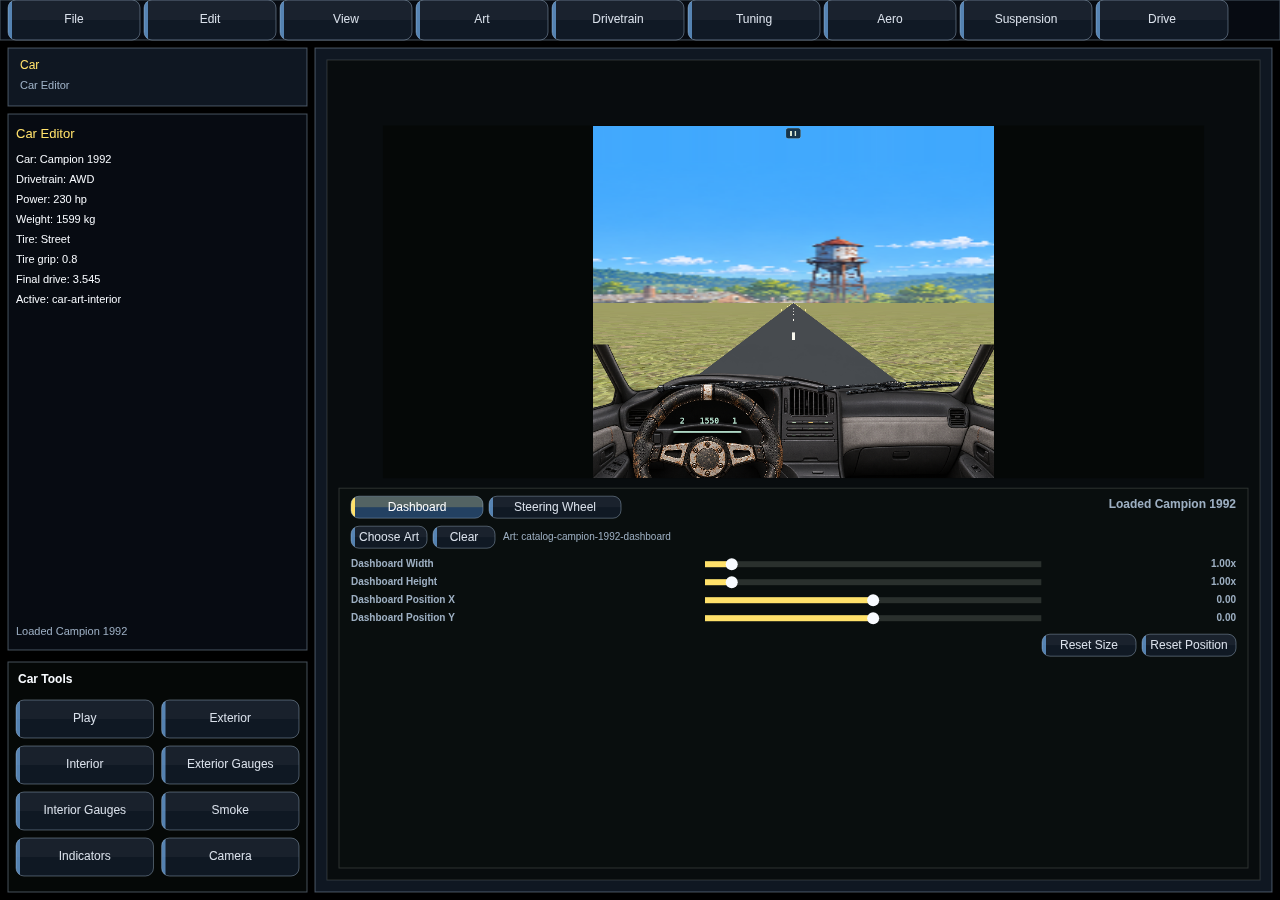 File Edit View Art Drivetrain Tuning Aero Suspension Drive
Car
Car Editor
Car Editor
Car: Campion 1992
Drivetrain: AWD
Power: 230 hp
Weight: 1599 kg
Tire: Street
Tire grip: 0.8
Final drive: 3.545
Active: car-art-interior
Loaded Campion 1992
Car Tools
Play Exterior
Interior Exterior Gauges
Interior Gauges Smoke
Indicators Camera
2 1550 1
Dashboard Steering Wheel Loaded Campion 1992
Choose Art Clear Art: catalog-campion-1992-dashboard
Dashboard Width 1.00x
Dashboard Height 1.00x
Dashboard Position X 0.00
Dashboard Position Y 0.00
Reset Size Reset Position